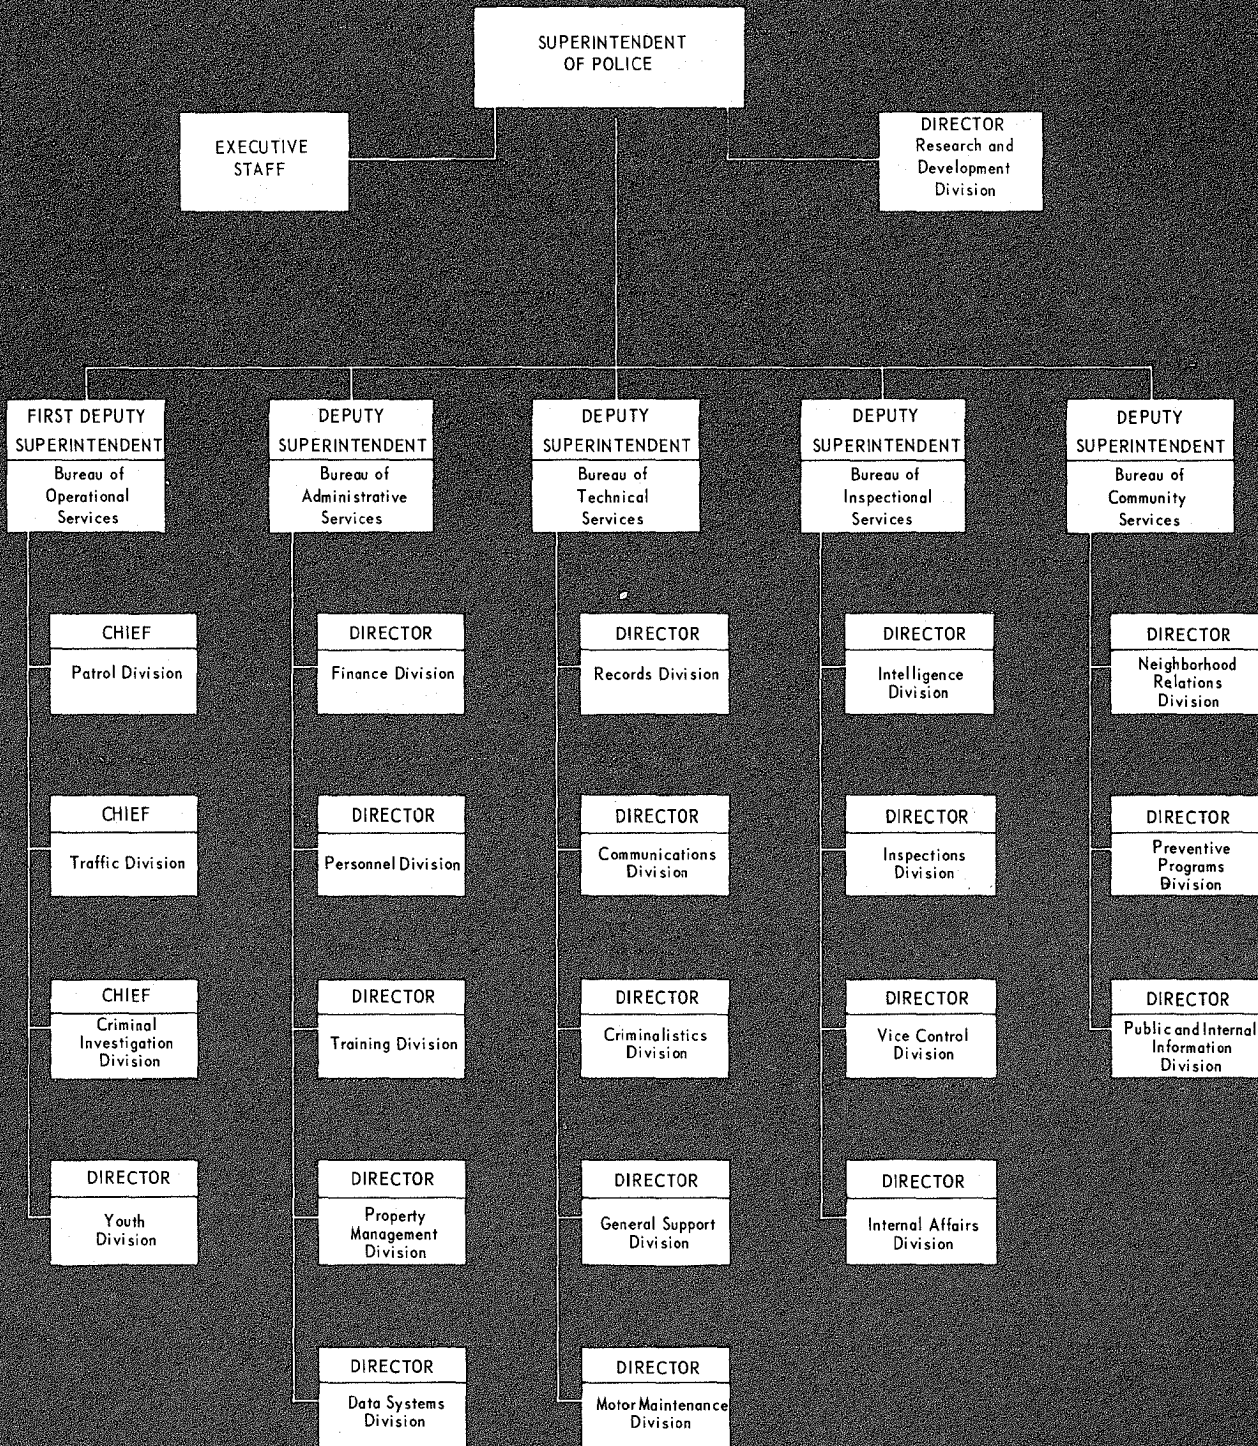 SUPERINTENDENT
OF POLICE
EXECUTIVE
STAFF
DIRECTOR
Research and
Development
Division
FIRST DEPUTY
SUPERINTENDENT
Bureau of
Operational
Services
DEPUTY
SUPERINTENDENT
Bureau of
Administrative
Services
DEPUTY
SUPERINTENDENT
Bureau of
Technical
Services
DEPUTY
SUPERINTENDENT
Bureau of
Inspectional
Services
DEPUTY
SUPERINTENDENT
Bureau of
Community
Services
CHIEF
Patrol Division
DIRECTOR
Finance Division
DIRECTOR
Records Division
DIRECTOR
Intelligence
Division
DIRECTOR
Neighborhood
Relations
Division
CHIEF
Traffic Division
DIRECTOR
Personnel Division
DIRECTOR
Communications
Division
DIRECTOR
Inspections
Division
DIRECTOR
Preventive
Programs
Division
CHIEF
Criminal
Investigation
Division
DIRECTOR
Training Division
DIRECTOR
Criminalistics
Division
DIRECTOR
Vice Control
Division
DIRECTOR
Public and Internal
Information
Division
DIRECTOR
Youth
Division
DIRECTOR
Property
Management
Division
DIRECTOR
General Support
Division
DIRECTOR
Internal Affairs
Division
DIRECTOR
Data Systems
Division
DIRECTOR
Motor Maintenance
Division